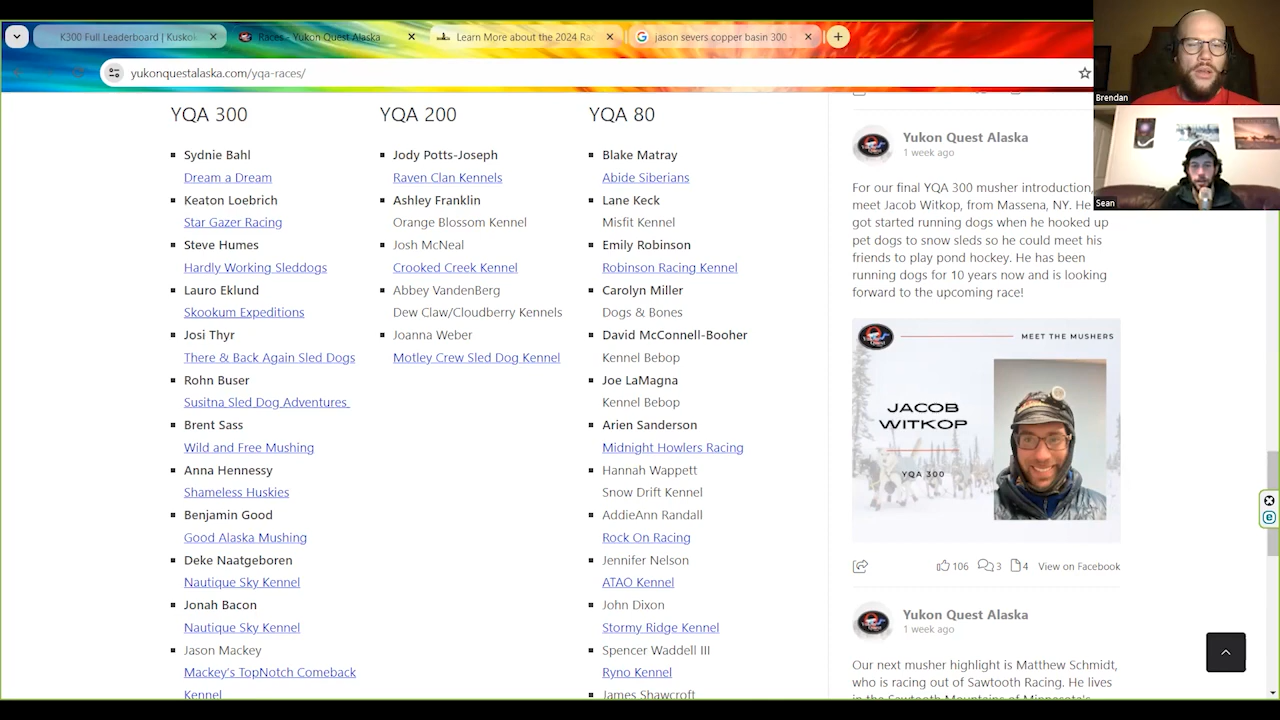 K300 Full Leaderboard | Kusko
Races - Yukon Quest Alaska
Learn More about the 2024 Ra
jason severs copper basin 300
yukonquestalaska.com/yqa-races/
Brendan
Sean
YQA 300
Sydnie Bahl
Dream a Dream
Keaton Loebrich
Star Gazer Racing
Steve Humes
Hardly Working Sleddogs
Lauro Eklund
Skookum Expeditions
Josi Thyr
There & Back Again Sled Dogs
Rohn Buser
Susitna Sled Dog Adventures
Brent Sass
Wild and Free Mushing
Anna Hennessy
Shameless Huskies
Benjamin Good
Good Alaska Mushing
Deke Naatgeboren
Nautique Sky Kennel
Jonah Bacon
Nautique Sky Kennel
Jason Mackey
Mackey's TopNotch Comeback
Kennel
YQA 200
Jody Potts-Joseph
Raven Clan Kennels
Ashley Franklin
Orange Blossom Kennel
Josh McNeal
Crooked Creek Kennel
Abbey VandenBerg
Dew Claw/Cloudberry Kennels
Joanna Weber
Motley Crew Sled Dog Kennel
YQA 80
Blake Matray
Abide Siberians
Lane Keck
Misfit Kennel
Emily Robinson
Robinson Racing Kennel
Carolyn Miller
Dogs & Bones
David McConnell-Booher
Kennel Bebop
Joe LaMagna
Kennel Bebop
Arien Sanderson
Midnight Howlers Racing
Hannah Wappett
Snow Drift Kennel
AddieAnn Randall
Rock On Racing
Jennifer Nelson
ATAO Kennel
John Dixon
Stormy Ridge Kennel
Spencer Waddell III
Ryno Kennel
James Shawcroft
Yukon Quest Alaska
1 week ago
For our final YQA 300 musher introduction,
meet Jacob Witkop, from Massena, NY. He
got started running dogs when he hooked up
pet dogs to snow sleds so he could meet his
friends to play pond hockey. He has been
running dogs for 10 years now and is looking
forward to the upcoming race!
MEET THE MUSHERS
JACOB
WITKOP
YQA 300
106 3 4 View on Facebook
Yukon Quest Alaska
1 week ago
Our next musher highlight is Matthew Schmidt,
who is racing out of Sawtooth Racing. He lives
in the Sawtooth Mountains of Minnesota's